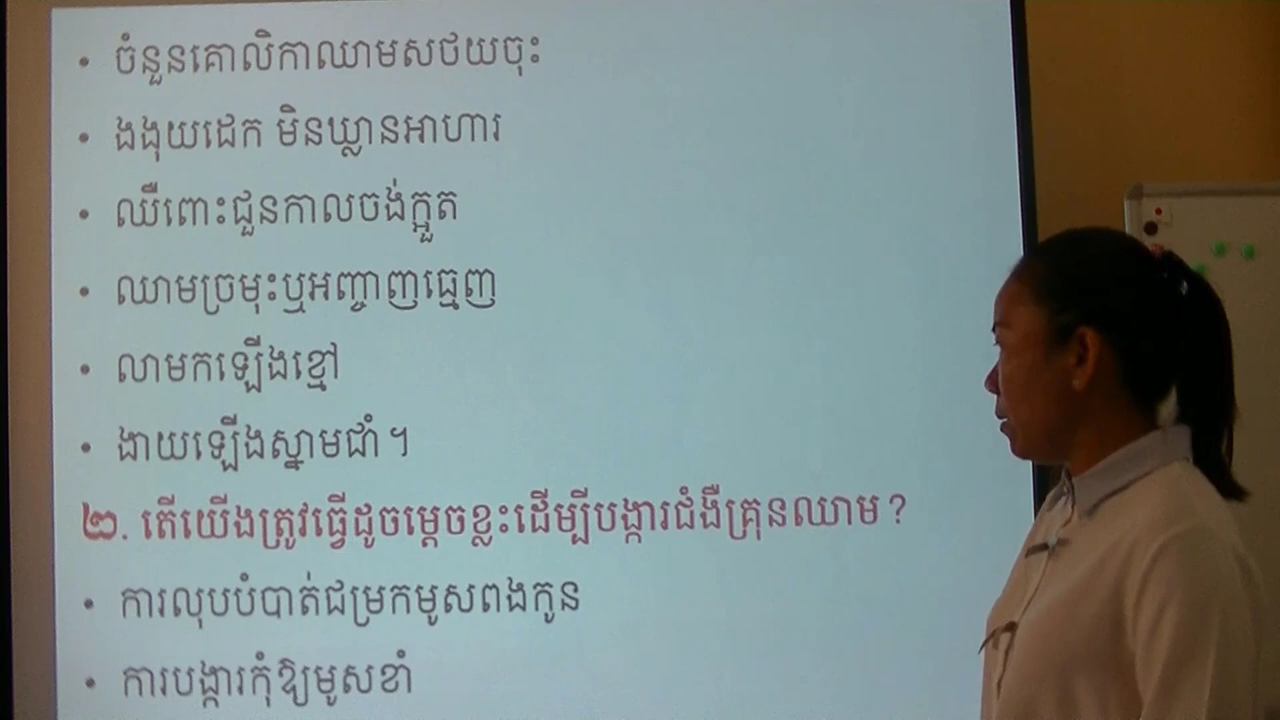 • ចំនួនគោលិកាឈាមសថយចុះ
• ងងុយដេក មិនឃ្លានអាហារ
• ឈឺពោះជួនកាលចង់ក្អួត
• ឈាមច្រមុះឬអញ្ចាញធ្មេញ
• លាមកឡើងខ្មៅ
• ងាយឡើងស្នាមជាំ ។
២. តើយើងត្រូវធ្វើដូចម្តេចខ្លះដើម្បីបង្ការជំងឺគ្រុនឈាម ?
• ការលុបបំបាត់ជម្រកមូសពងកូន
• ការបង្ការកុំឱ្យមូសខាំ